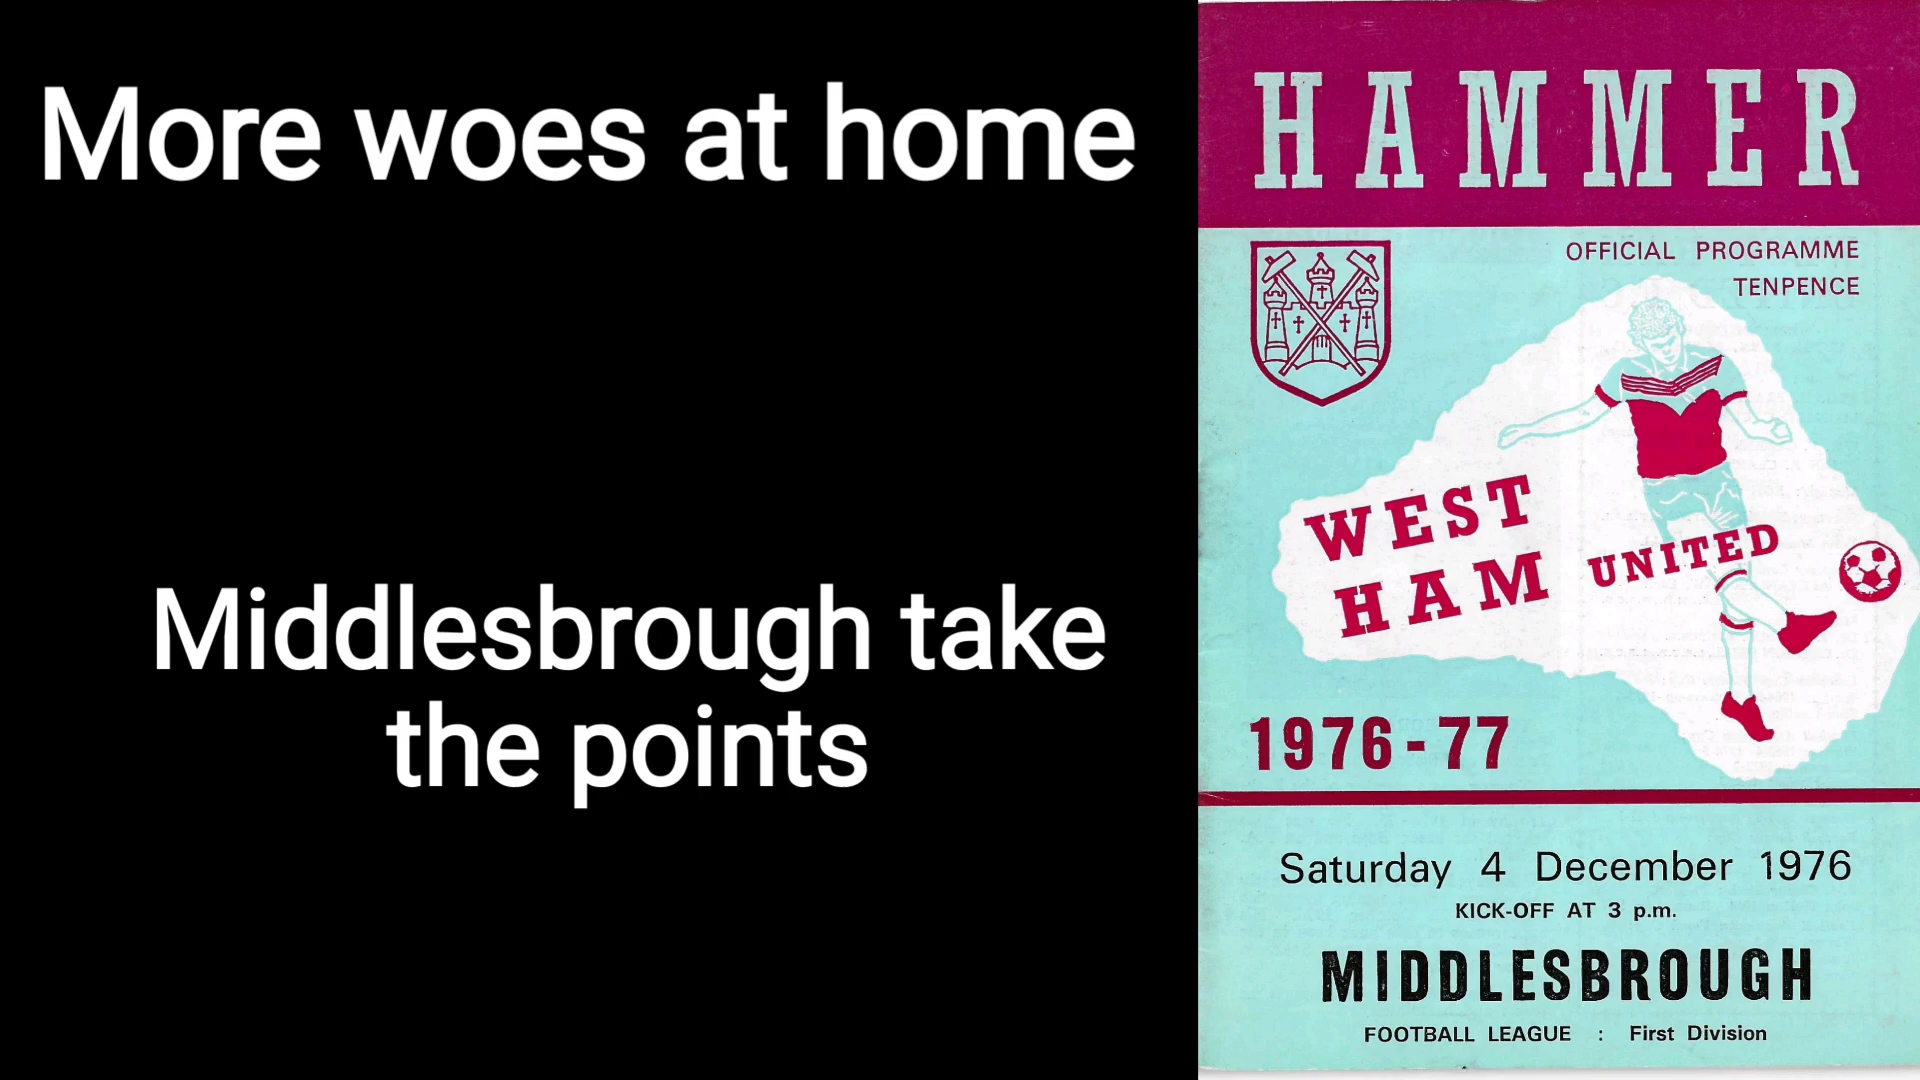 More woes at home
Middlesbrough take
the points
HAMMER
OFFICIAL PROGRAMME
TENPENCE
WEST
HAM UNITED
1976-77
Saturday 4 December 1976
KICK-OFF AT 3 p.m.
MIDDLESBROUGH
FOOTBALL LEAGUE : First Division